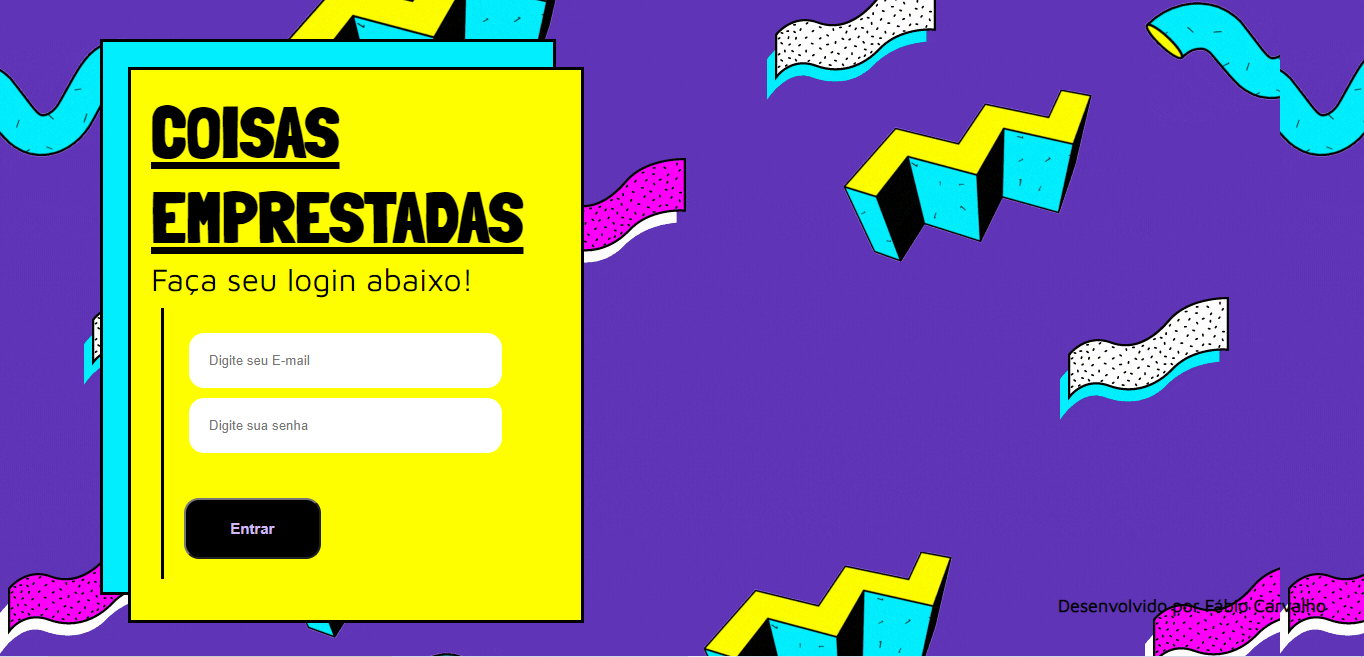 COISAS
EMPRESTADAS
Faça seu login abaixo!
Digite seu E-mail
Digite sua senha
Entrar
Desenvolvido por Fábio Carvalho